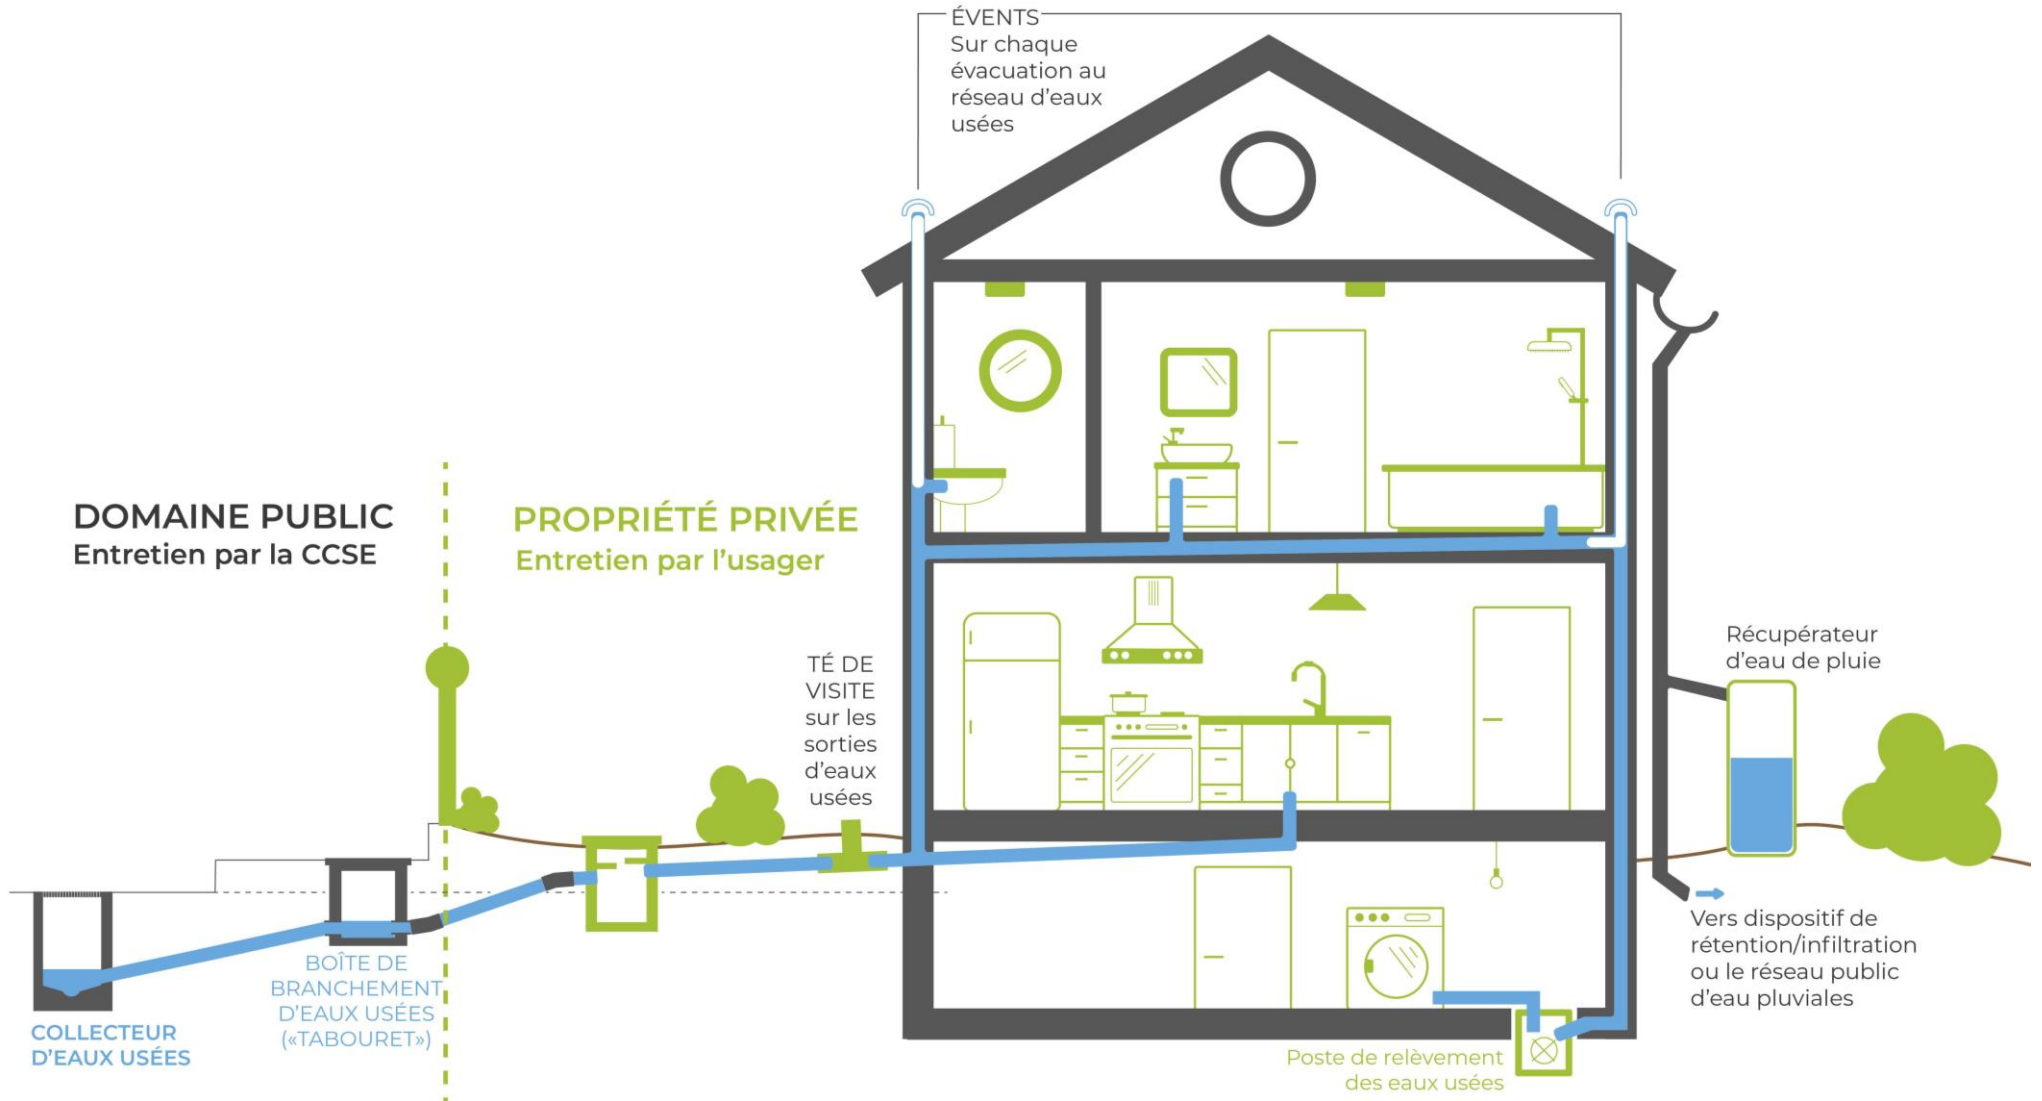 ÉVENTS
Sur chaque
évacuation au
réseau d'eaux
usées
DOMAINE PUBLIC
Entretien par la CCSE
PROPRIÉTÉ PRIVÉE
Entretien par l'usager
TÉ DE
VISITE
sur les
sorties
d'eaux
usées
Récupérateur
d'eau de pluie
Vers dispositif de
rétention/infiltration
ou le réseau public
d'eau pluviales
BOÎTE DE
BRANCHEMENT
D'EAUX USÉES
(«TABOURET»)
COLLECTEUR
D'EAUX USÉES
Poste de relèvement
des eaux usées